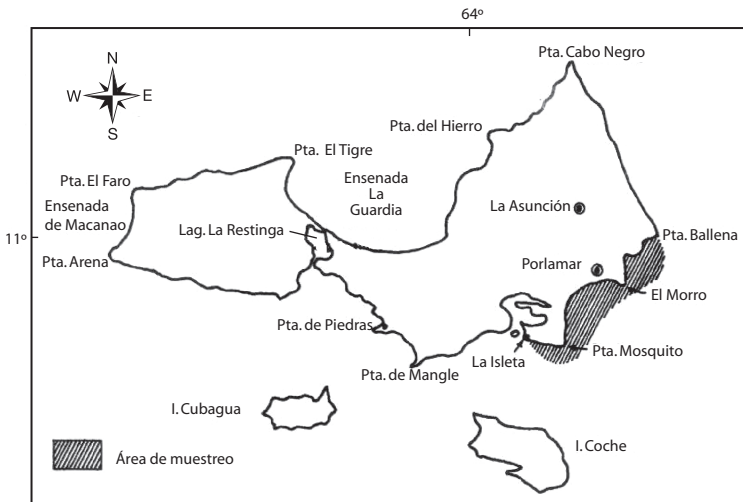 64º
Pta. Cabo Negro
N
W E
S
Pta. del Hierro
Pta. El Tigre
Ensenada
La
Guardia
Pta. El Faro
Ensenada
de Macanao
La Asunción
Lag. La Restinga
11º
Pta. Ballena
Pta. Arena
Porlamar
El Morro
Pta. de Piedras
Pta. Mosquito
La Isleta
Pta. de Mangle
I. Cubagua
I. Coche
Área de muestreo